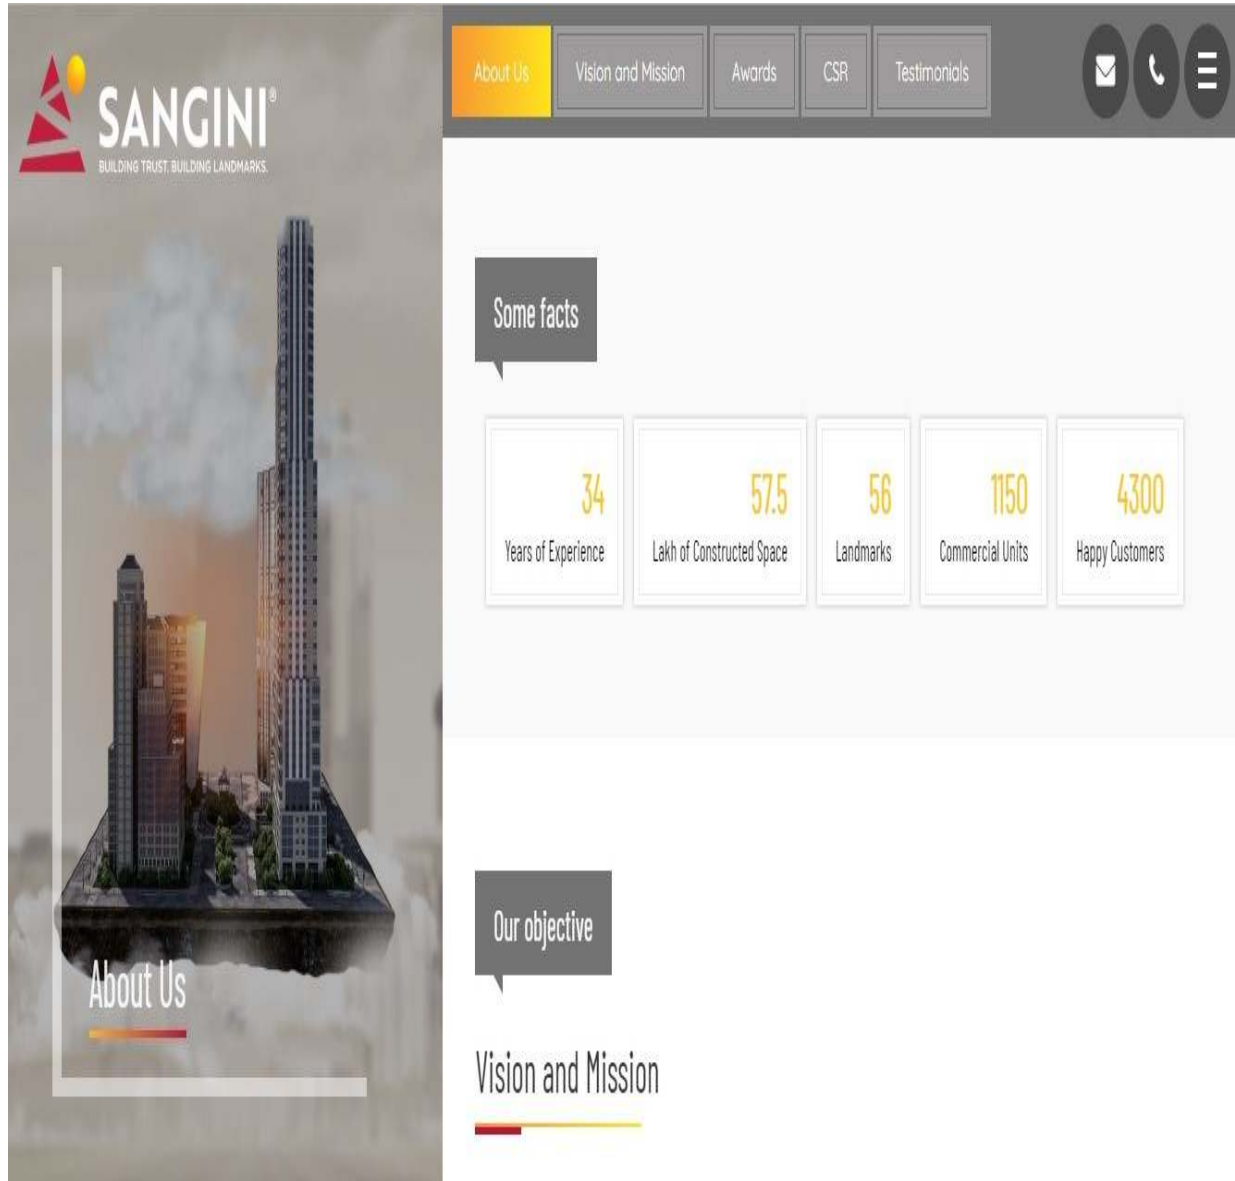 SANGINI®
BUILDING TRUST. BUILDING LANDMARKS.
About Us
About Us
Vision and Mission
Awards
CSR
Testimonials
Some facts
34
Years of Experience
57.5
Lakh of Constructed Space
56
Landmarks
1150
Commercial Units
4300
Happy Customers
Our objective
Vision and Mission